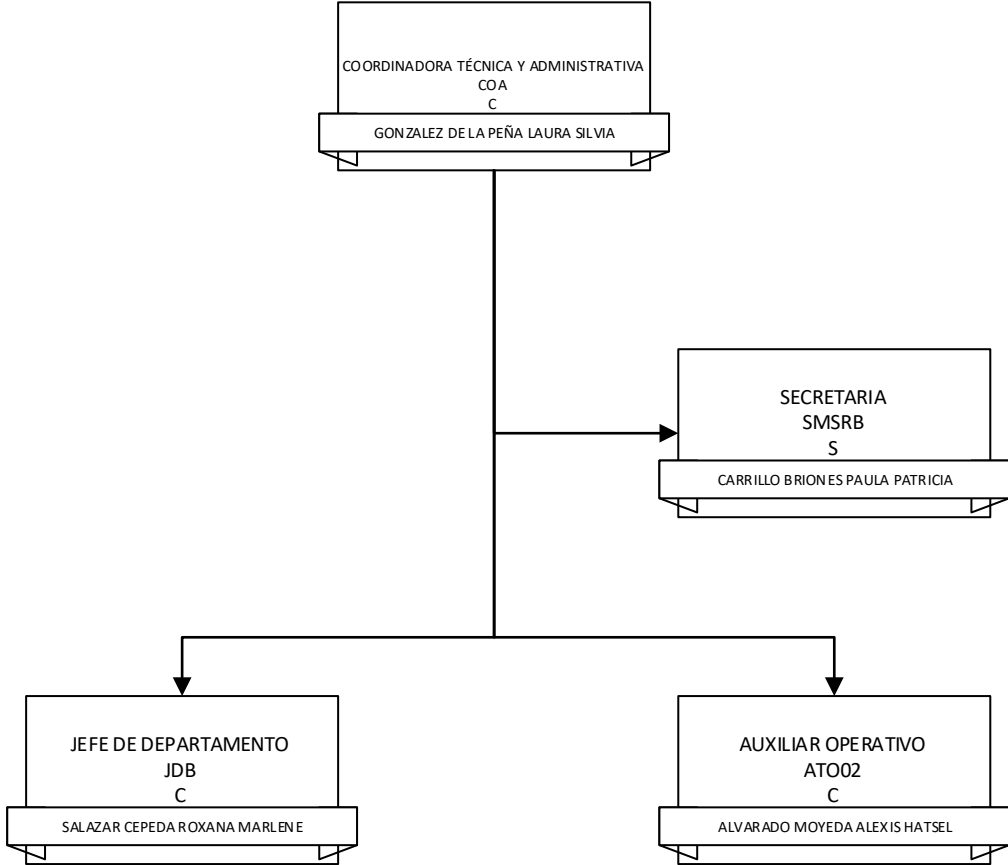 COORDINADORA TÉCNICA Y ADMINISTRATIVA
COA
C
GONZALEZ DE LA PEÑA LAURA SILVIA
SECRETARIA
SMSRB
S
CARRILLO BRIONES PAULA PATRICIA
JEFE DE DEPARTAMENTO
JDB
C
SALAZAR CEPEDA ROXANA MARLENE
AUXILIAR OPERATIVO
ATO02
C
ALVARADO MOYEDA ALEXIS HATSEL